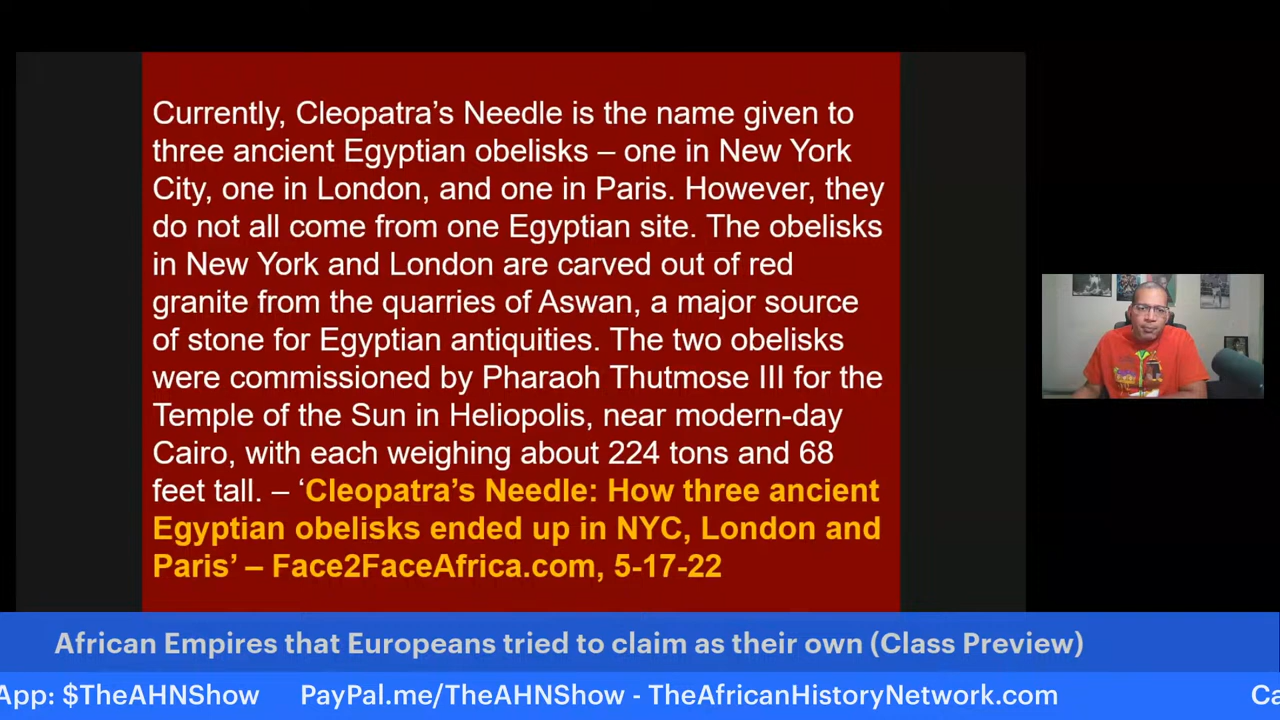 Currently, Cleopatra’s Needle is the name given to
three ancient Egyptian obelisks – one in New York
City, one in London, and one in Paris. However, they
do not all come from one Egyptian site. The obelisks
in New York and London are carved out of red
granite from the quarries of Aswan, a major source
of stone for Egyptian antiquities. The two obelisks
were commissioned by Pharaoh Thutmose III for the
Temple of the Sun in Heliopolis, near modern-day
Cairo, with each weighing about 224 tons and 68
feet tall. – ‘Cleopatra’s Needle: How three ancient
Egyptian obelisks ended up in NYC, London and
Paris’ – Face2FaceAfrica.com, 5-17-22
African Empires that Europeans tried to claim as their own (Class Preview)
App: $TheAHNShow PayPal.me/TheAHNShow - TheAfricanHistoryNetwork.com Ca